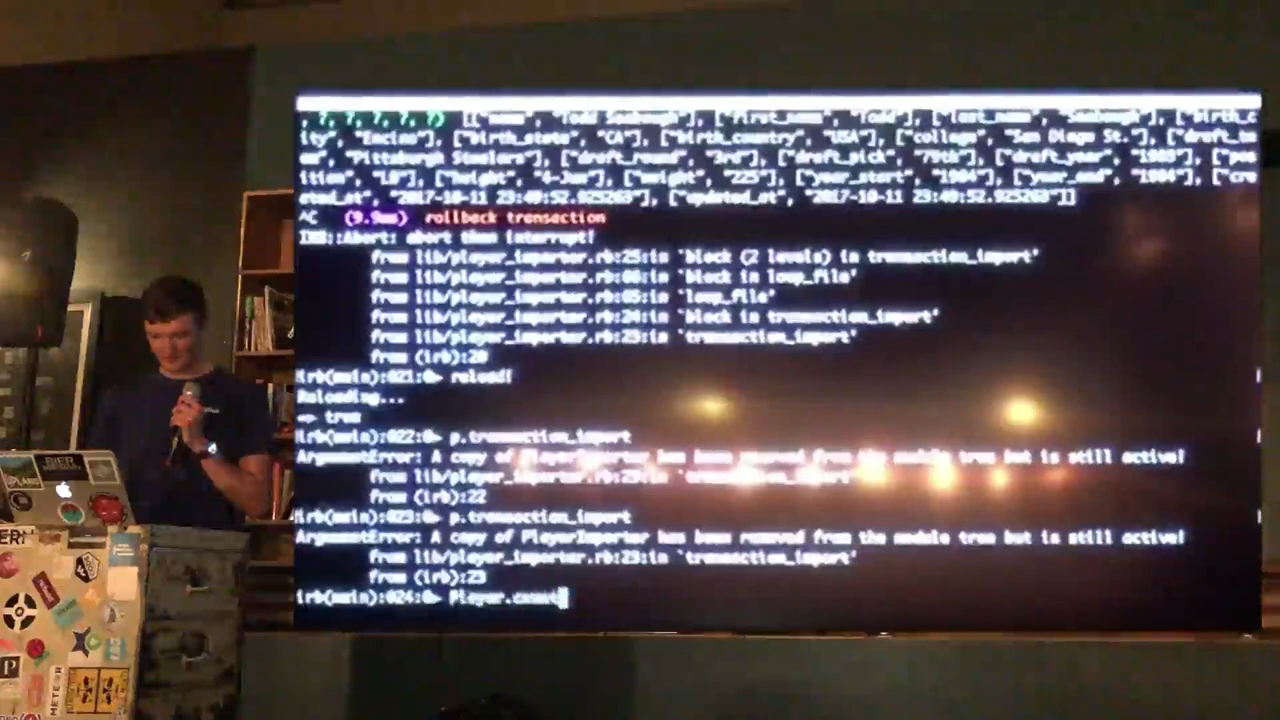 , ?, ?, ?, ?, ?) [["name", "Todd Seabaugh"], ["first_name", "Todd"], ["last_name", "Seabaugh"], ["birth_c
ity", "Encino"], ["birth_state", "CA"], ["birth_country", "USA"], ["college", "San Diego St."], ["draft_te
am", "Pittsburgh Steelers"], ["draft_round", "3rd"], ["draft_pick", "79th"], ["draft_year", "1983"], ["pos
ition", "LB"], ["height", "4-Jun"], ["weight", "225"], ["year_start", "1984"], ["year_end", "1984"], ["cre
ated_at", "2017-10-11 23:49:52.925263"], ["updated_at", "2017-10-11 23:49:52.925263"]]
^C (9.9ms) rollback transaction
IRB::Abort: abort then interrupt!
from lib/player_importer.rb:25:in `block (2 levels) in transaction_import'
from lib/player_importer.rb:66:in `block in loop_file'
from lib/player_importer.rb:65:in `loop_file'
from lib/player_importer.rb:24:in `block in transaction_import'
from lib/player_importer.rb:23:in `transaction_import'
from (irb):20
irb(main):021:0> reload!
Reloading...
=> true
irb(main):022:0> p.transaction_import
ArgumentError: A copy of PlayerImporter has been removed from the module tree but is still active!
from lib/player_importer.rb:23:in `transaction_import'
from (irb):22
irb(main):023:0> p.transaction_import
ArgumentError: A copy of PlayerImporter has been removed from the module tree but is still active!
from lib/player_importer.rb:23:in `transaction_import'
from (irb):23
irb(main):024:0> Player.count
BIER
P
METEOR